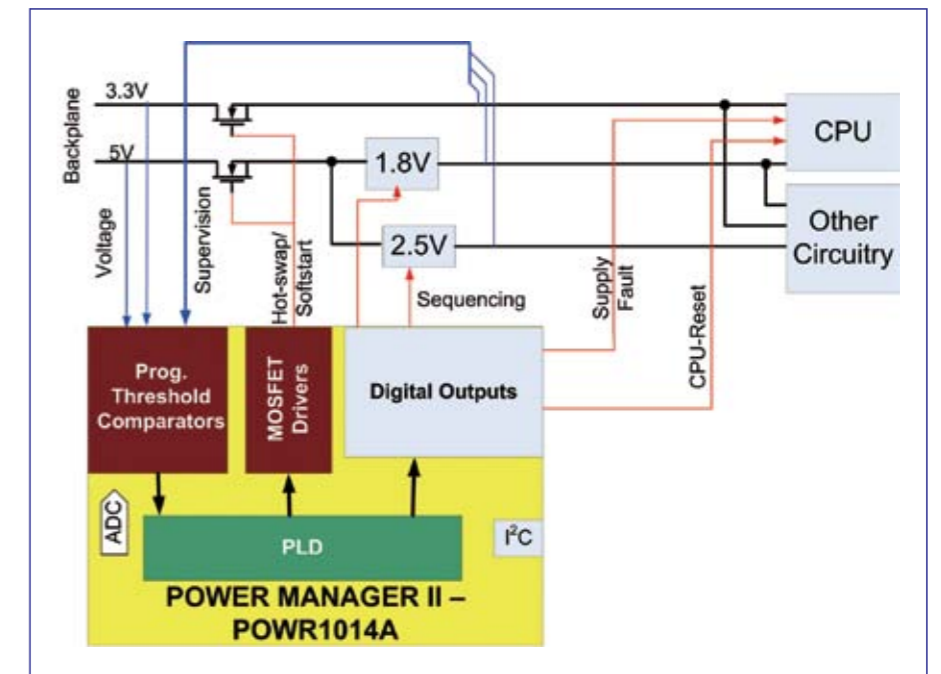 Backplane
3.3V
5V
Voltage
Supervision
Hot-swap/
Softstart
1.8V
2.5V
Sequencing
Supply
Fault
CPU-Reset
CPU
Other
Circuitry
Prog.
Threshold
Comparators
MOSFET
Drivers
Digital Outputs
ADC
PLD
I²C
POWER MANAGER II –
POWR1014A